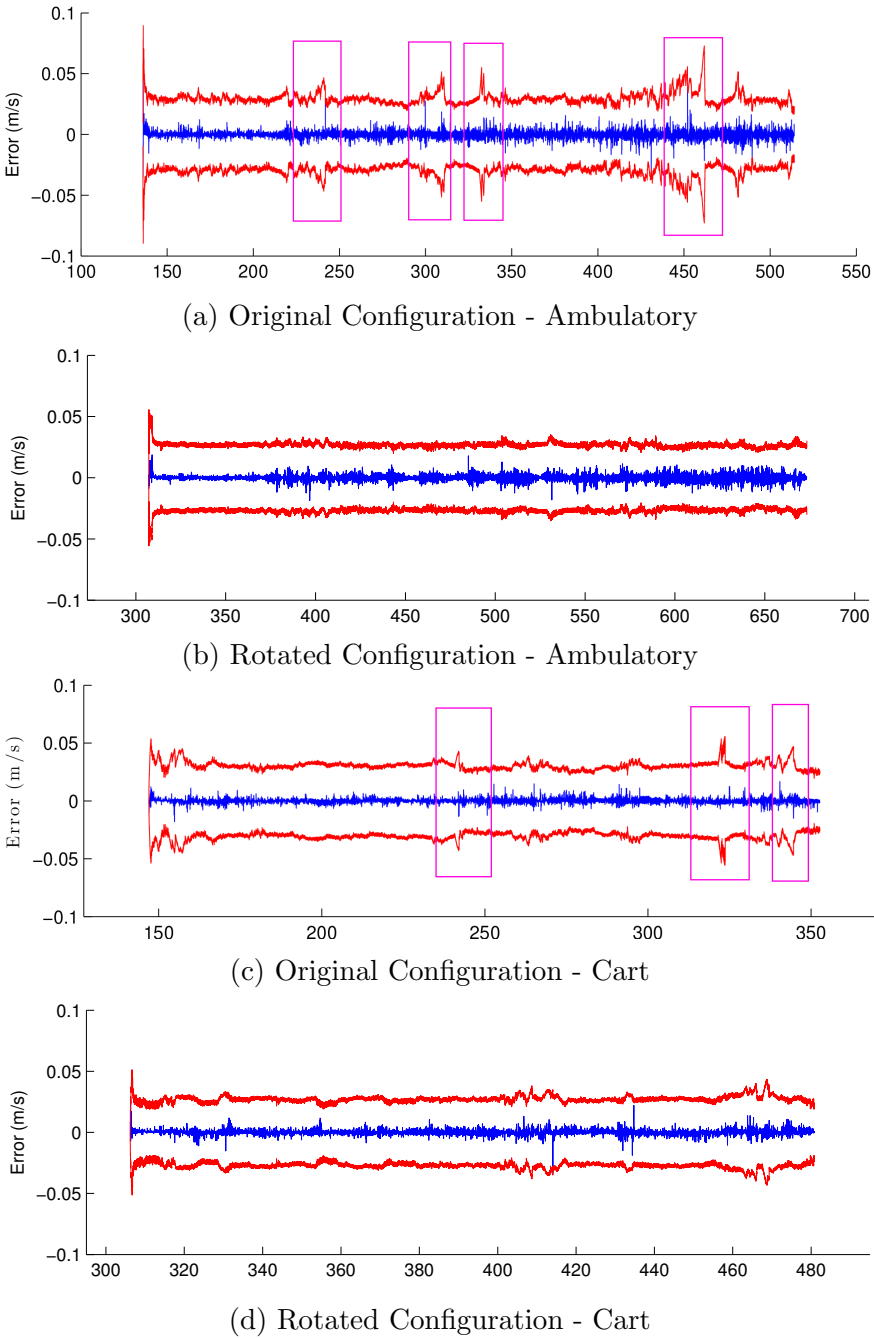 0.1
0.05
0
−0.05
−0.1
Error (m/s)
100 150 200 250 300 350 400 450 500 550
(a) Original Configuration - Ambulatory
0.1
0.05
0
−0.05
−0.1
Error (m/s)
300 350 400 450 500 550 600 650 700
(b) Rotated Configuration - Ambulatory
0.1
0.05
0
−0.05
−0.1
Error (m/s)
150 200 250 300 350
(c) Original Configuration - Cart
0.1
0.05
0
−0.05
−0.1
Error (m/s)
300 320 340 360 380 400 420 440 460 480
(d) Rotated Configuration - Cart